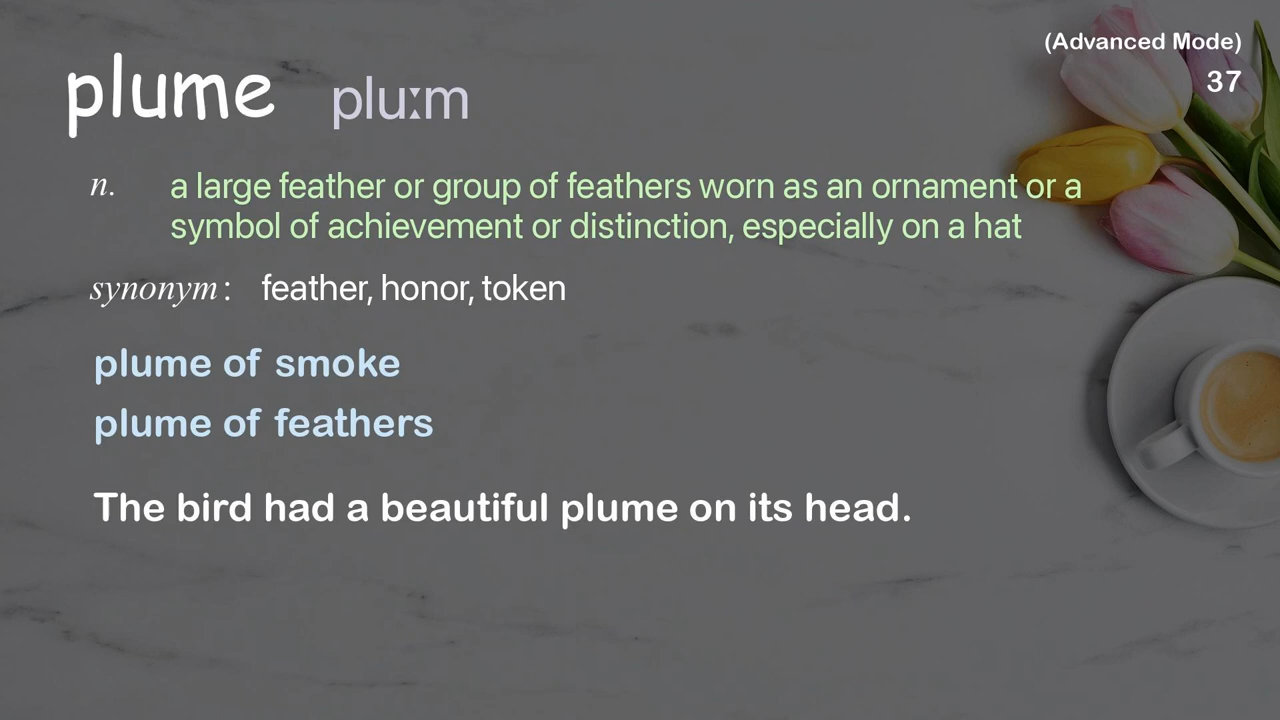 (Advanced Mode)
37
plume pluːm
n. a large feather or group of feathers worn as an ornament or a
symbol of achievement or distinction, especially on a hat
synonym: feather, honor, token
plume of smoke
plume of feathers
The bird had a beautiful plume on its head.